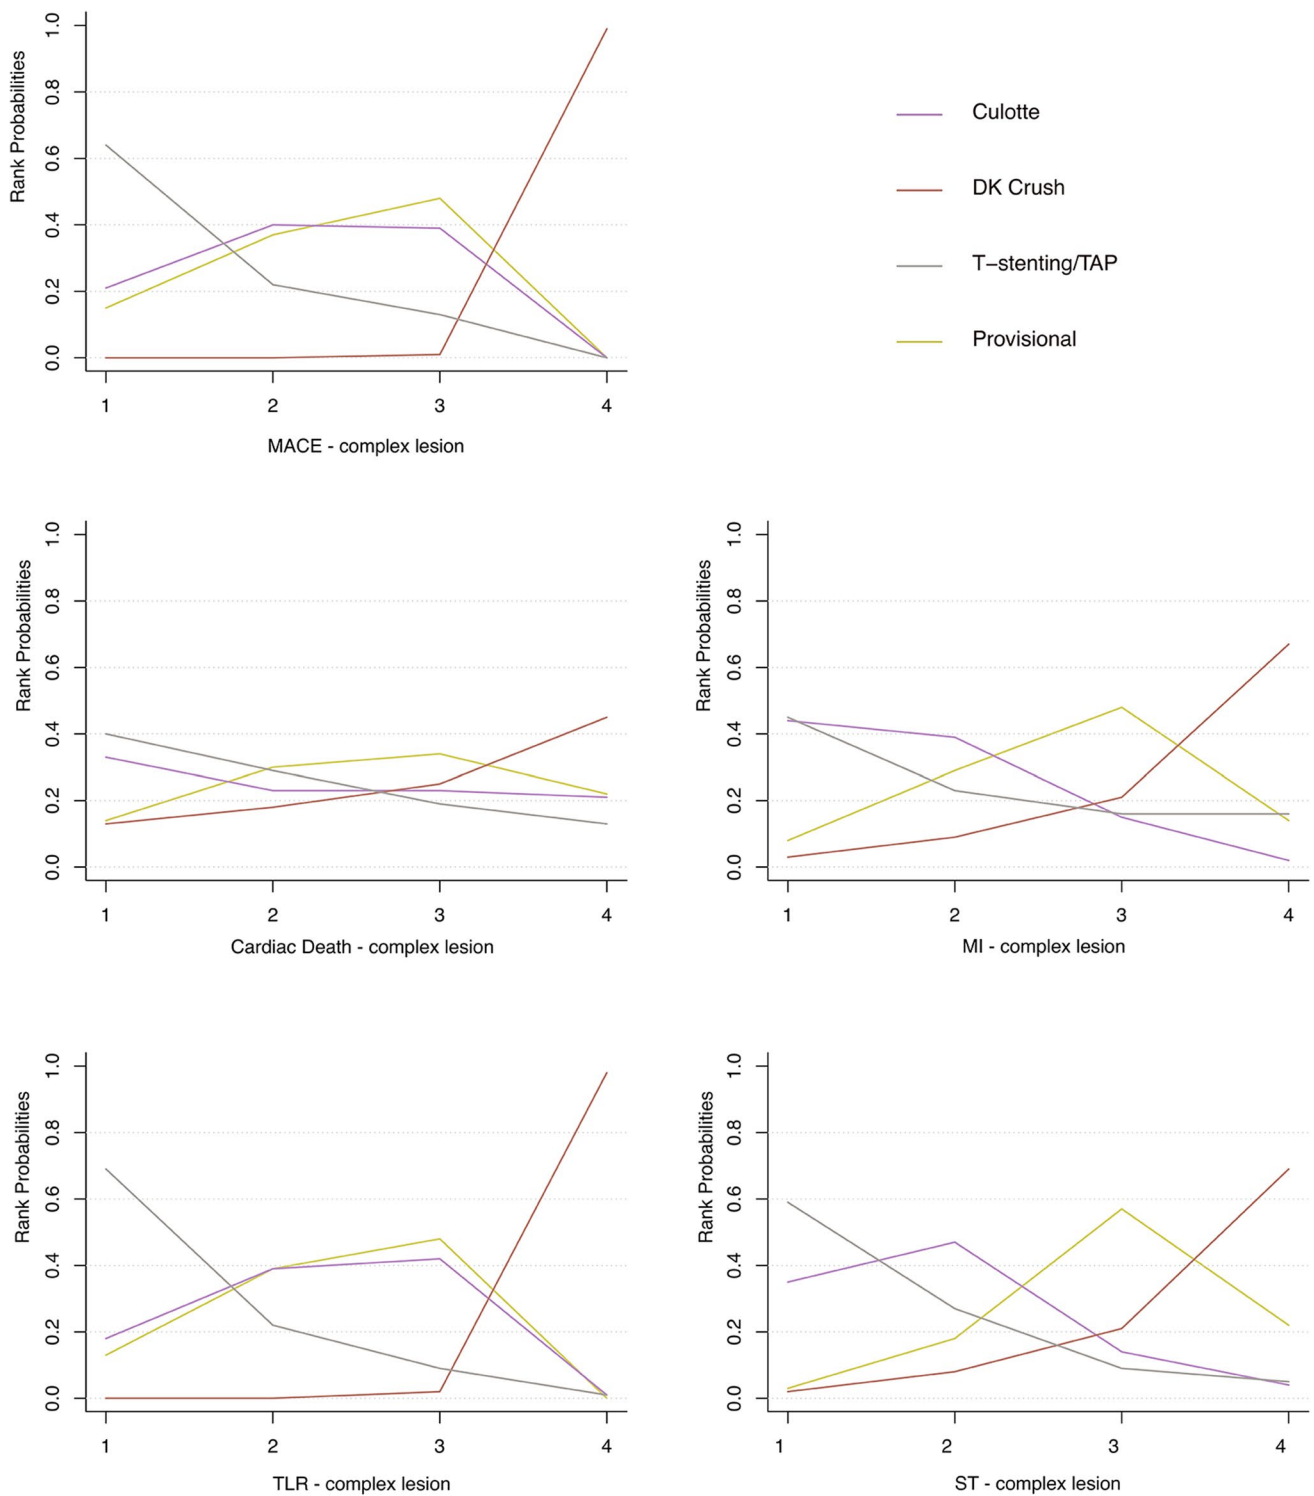 Rank Probabilities
1.0
0.8
0.6
0.4
0.2
0.0
1 2 3 4
MACE - complex lesion
Culotte
DK Crush
T–stenting/TAP
Provisional
Rank Probabilities
1.0
0.8
0.6
0.4
0.2
0.0
1 2 3 4
Cardiac Death - complex lesion
Rank Probabilities
1.0
0.8
0.6
0.4
0.2
0.0
1 2 3 4
MI - complex lesion
Rank Probabilities
1.0
0.8
0.6
0.4
0.2
0.0
1 2 3 4
TLR - complex lesion
Rank Probabilities
1.0
0.8
0.6
0.4
0.2
0.0
1 2 3 4
ST - complex lesion